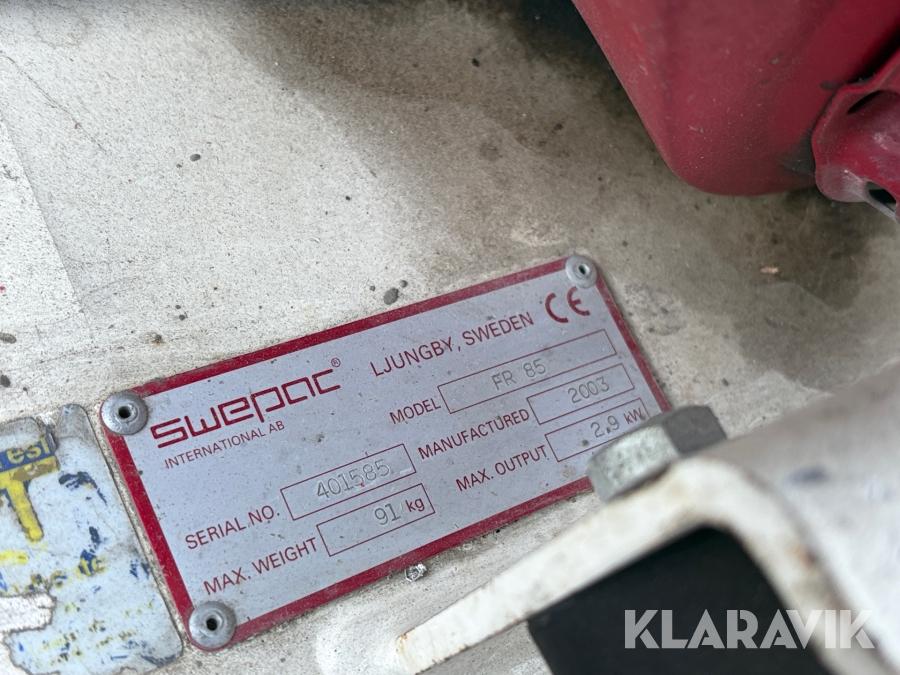 swepac®
INTERNATIONAL AB
LJUNGBY, SWEDEN CE
MODEL FR 85
SERIAL NO. 401585 MANUFACTURED 2003
MAX. WEIGHT 91 kg MAX. OUTPUT 2.9 kW
est
T
KLARAVIK